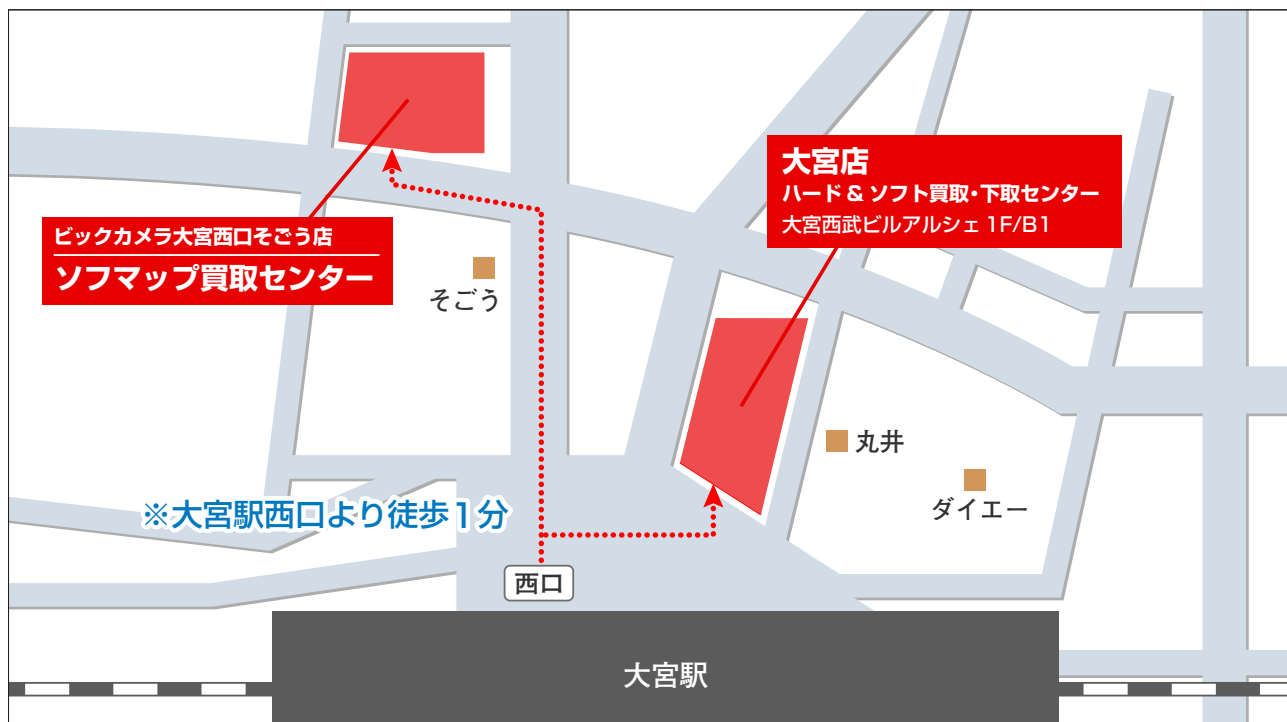 大宮店
ハード & ソフト買取・下取センター
大宮西武ビルアルシェ 1F/B1
ビックカメラ大宮西口そごう店
ソフマップ買取センター
そごう
丸井
ダイエー
※大宮駅西口より徒歩1分
西口
大宮駅